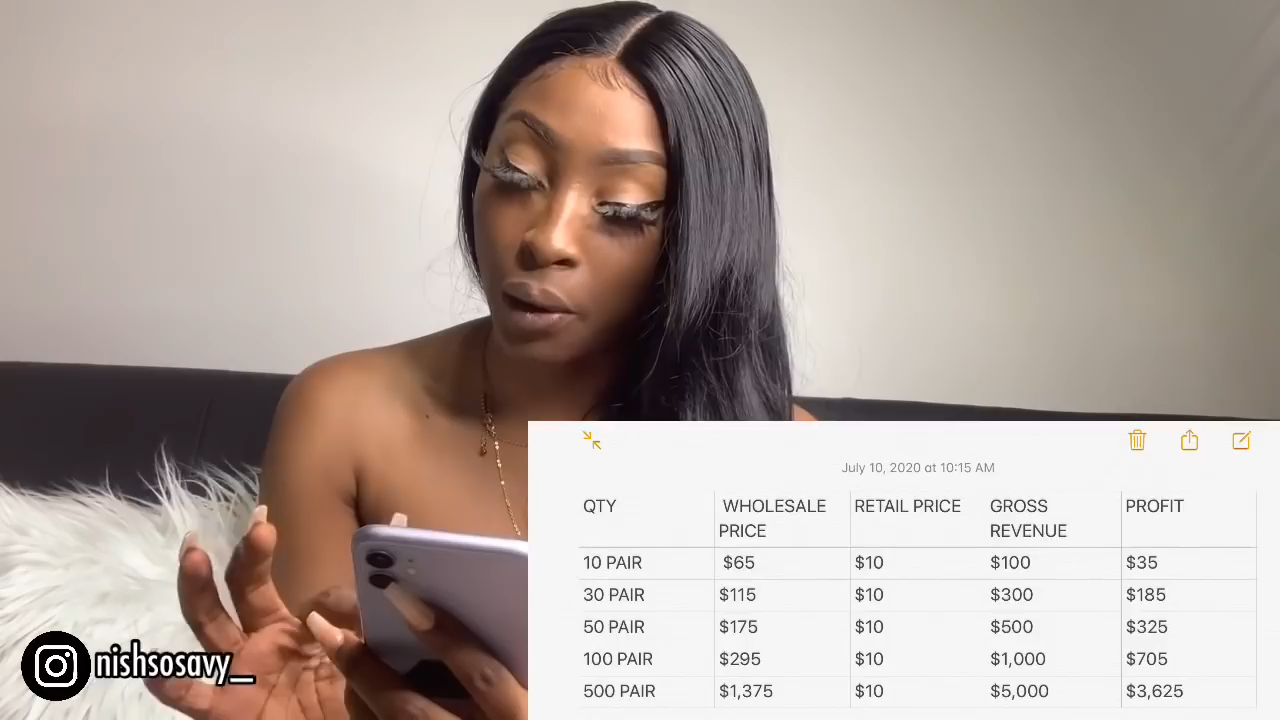 July 10, 2020 at 10:15 AM
QTY WHOLESALE PRICE RETAIL PRICE GROSS REVENUE PROFIT
10 PAIR $65 $10 $100 $35
30 PAIR $115 $10 $300 $185
50 PAIR $175 $10 $500 $325
100 PAIR $295 $10 $1,000 $705
500 PAIR $1,375 $10 $5,000 $3,625
nishsosavy_